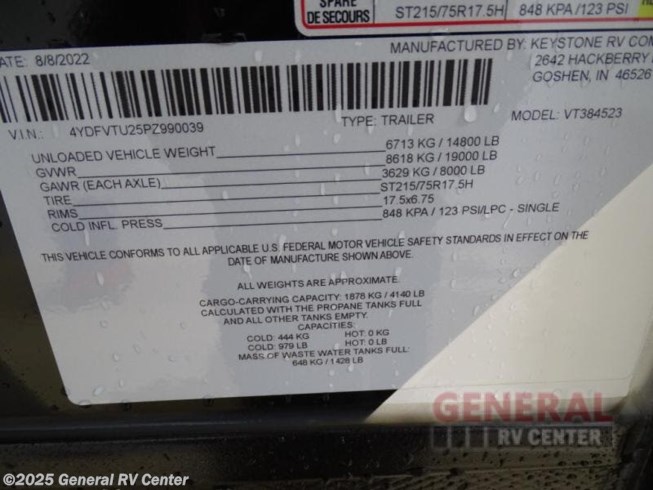 SPARE
DE SECOURS ST215/75R17.5H 848 KPA /123 PSI
MANUFACTURED BY: KEYSTONE RV COM
ATE: 8/8/2022 2642 HACKBERRY
GOSHEN, IN 46526
V.I.N. 4YDFVTU25PZ990039 TYPE: TRAILER MODEL: VT384523
UNLOADED VEHICLE WEIGHT 6713 KG / 14800 LB
GVWR 8618 KG / 19000 LB
GAWR (EACH AXLE) 3629 KG / 8000 LB
TIRE ST215/75R17.5H
RIMS 17.5x6.75
COLD INFL. PRESS 848 KPA / 123 PSI/LPC - SINGLE
THIS VEHICLE CONFORMS TO ALL APPLICABLE U.S. FEDERAL MOTOR VEHICLE SAFETY STANDARDS IN EFFECT ON THE
DATE OF MANUFACTURE SHOWN ABOVE.
ALL WEIGHTS ARE APPROXIMATE.
CARGO-CARRYING CAPACITY: 1878 KG / 4140 LB
CALCULATED WITH THE PROPANE TANKS FULL
AND ALL OTHER TANKS EMPTY.
CAPACITIES:
COLD: 444 KG HOT: 0 KG
COLD: 979 LB HOT: 0 LB
MASS OF WASTE WATER TANKS FULL:
648 KG / 1428 LB
GENERAL
RV CENTER
©2025 General RV Center